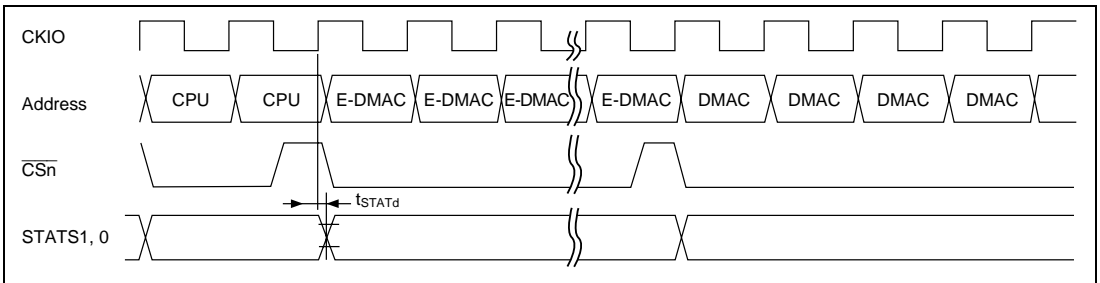 CKIO
Address CPU CPU E-DMAC E-DMAC E-DMAC E-DMAC DMAC DMAC DMAC DMAC
CSn
tSTATd
STATS1, 0